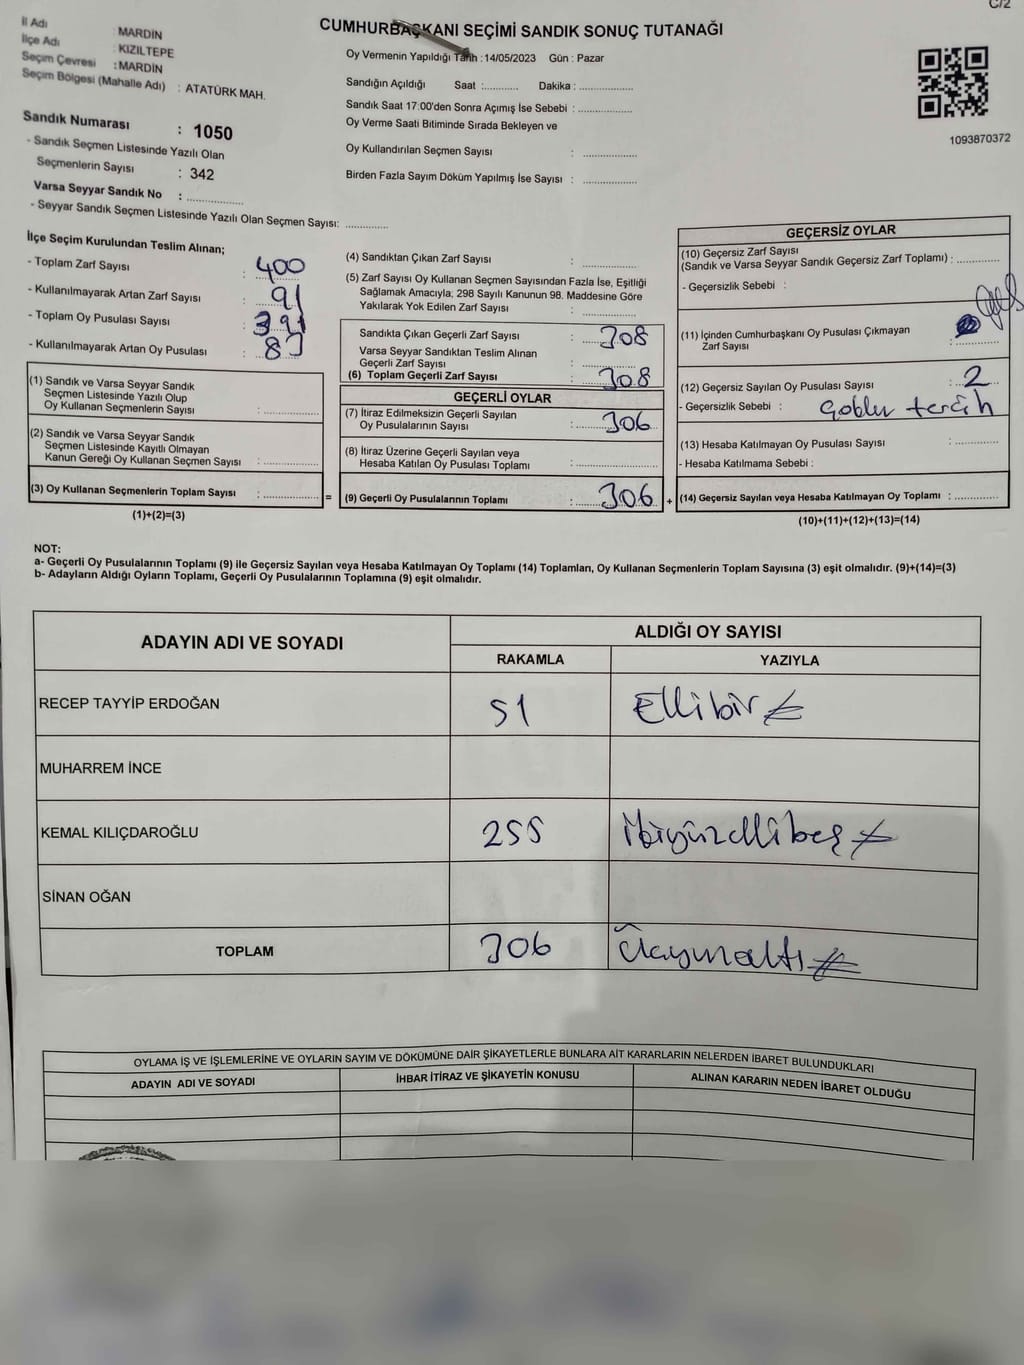 C/2
İl Adı : MARDİN
İlçe Adı : KIZILTEPE
Seçim Çevresi : MARDİN
Seçim Bölgesi (Mahalle Adı) : ATATÜRK MAH.
Sandık Numarası : 1050
- Sandık Seçmen Listesinde Yazılı Olan
Seçmenlerin Sayısı : 342
Varsa Seyyar Sandık No : ................
- Seyyar Sandık Seçmen Listesinde Yazılı Olan Seçmen Sayısı: ............
CUMHURBAŞKANI SEÇİMİ SANDIK SONUÇ TUTANAĞI
Oy Vermenin Yapıldığı Tarih : 14/05/2023 Gün : Pazar
Sandığın Açıldığı Saat :........... Dakika : ................
Sandık Saat 17:00'den Sonra Açımış İse Sebebi : ................
Oy Verme Saati Bitiminde Sırada Bekleyen ve
Oy Kullandırılan Seçmen Sayısı : ................
Birden Fazla Sayım Döküm Yapılmış İse Sayısı : ................
1093870372
İlçe Seçim Kurulundan Teslim Alınan;
- Toplam Zarf Sayısı : 400
- Kullanılmayarak Artan Zarf Sayısı : 91
- Toplam Oy Pusulası Sayısı : 391
- Kullanılmayarak Artan Oy Pusulası :
(1) Sandık ve Varsa Seyyar Sandık
Seçmen Listesinde Yazılı Olup
Oy Kullanan Seçmenlerin Sayısı : ................
(2) Sandık ve Varsa Seyyar Sandık
Seçmen Listesinde Kayıtlı Olmayan
Kanun Gereği Oy Kullanan Seçmen Sayısı : ................
(3) Oy Kullanan Seçmenlerin Toplam Sayısı : ................ =
(1)+(2)=(3)
(4) Sandıktan Çıkan Zarf Sayısı : ................
(5) Zarf Sayısı Oy Kullanan Seçmen Sayısından Fazla İse, Eşitliği
Sağlamak Amacıyla; 298 Sayılı Kanunun 98. Maddesine Göre
Yakılarak Yok Edilen Zarf Sayısı : ................
Sandıkta Çıkan Geçerli Zarf Sayısı : 308
Varsa Seyyar Sandıktan Teslim Alınan
Geçerli Zarf Sayısı : ................
(6) Toplam Geçerli Zarf Sayısı : 308
GEÇERLİ OYLAR
(7) İtiraz Edilmeksizin Geçerli Sayılan
Oy Pusulalarının Sayısı : 306
(8) İtiraz Üzerine Geçerli Sayılan veya
Hesaba Katılan Oy Pusulası Toplamı : ................
(9) Geçerli Oy Pusulalarının Toplamı : 306 +
GEÇERSİZ OYLAR
(10) Geçersiz Zarf Sayısı
(Sandık ve Varsa Seyyar Sandık Geçersiz Zarf Toplamı) : ............
- Geçersizlik Sebebi :
(11) İçinden Cumhurbaşkanı Oy Pusulası Çıkmayan
Zarf Sayısı : ............
(12) Geçersiz Sayılan Oy Pusulası Sayısı : 2
- Geçersizlik Sebebi : Çoblu tercih
(13) Hesaba Katılmayan Oy Pusulası Sayısı : ............
- Hesaba Katılmama Sebebi :
(14) Geçersiz Sayılan veya Hesaba Katılmayan Oy Toplamı : ............
(10)+(11)+(12)+(13)=(14)
NOT:
a- Geçerli Oy Pusulalarının Toplamı (9) ile Geçersiz Sayılan veya Hesaba Katılmayan Oy Toplamı (14) Toplamları, Oy Kullanan Seçmenlerin Toplam Sayısına (3) eşit olmalıdır. (9)+(14)=(3)
b- Adayların Aldığı Oyların Toplamı, Geçerli Oy Pusulalarının Toplamına (9) eşit olmalıdır.
ADAYIN ADI VE SOYADI ALDIĞI OY SAYISI
RAKAMLA YAZIYLA
RECEP TAYYİP ERDOĞAN 51 Ellibir
MUHARREM İNCE
KEMAL KILIÇDAROĞLU 255 İkiyüzellibeş
SİNAN OĞAN
TOPLAM 306
OYLAMA İŞ VE İŞLEMLERİNE VE OYLARIN SAYIM VE DÖKÜMÜNE DAİR ŞİKAYETLERLE BUNLARA AİT KARARLARIN NELERDEN İBARET BULUNDUKLARI
ADAYIN ADI VE SOYADI İHBAR İTİRAZ VE ŞİKAYETİN KONUSU ALINAN KARARIN NEDEN İBARET OLDUĞU